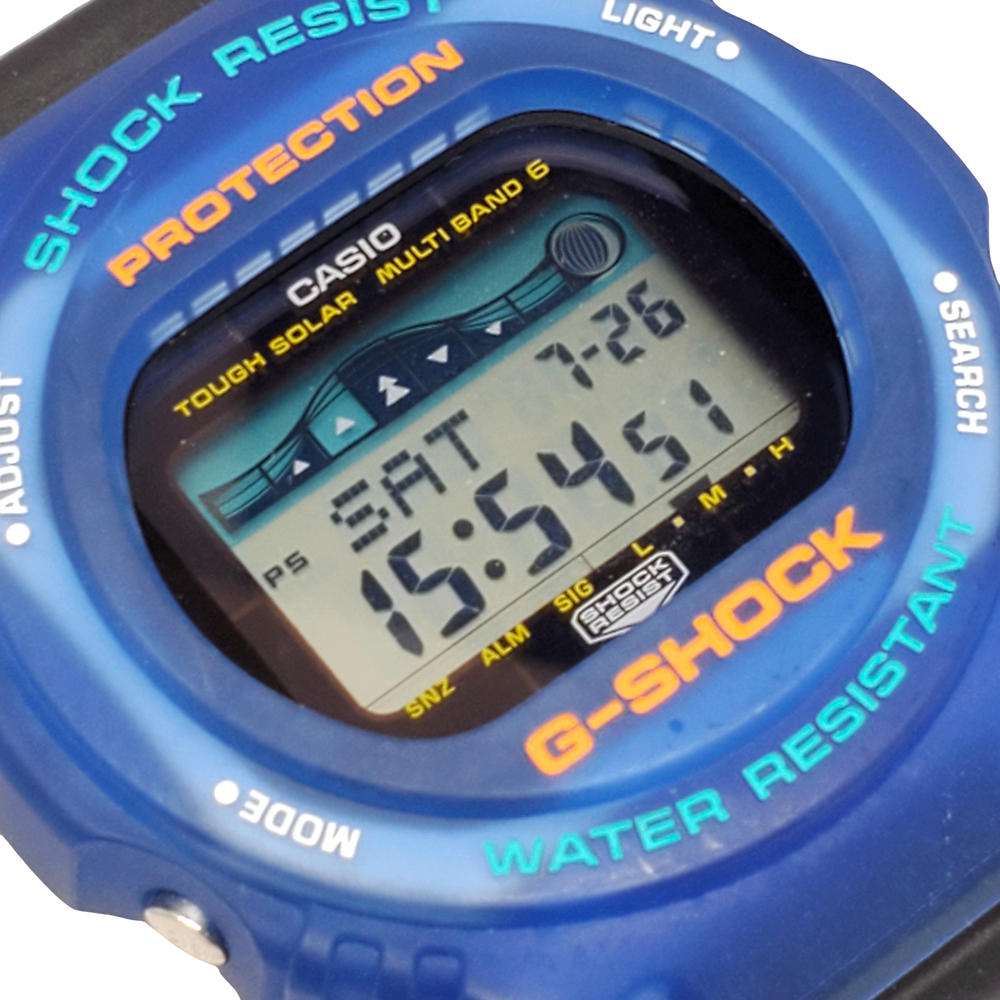 SHOCK RESIST
PROTECTION
LIGHT
CASIO
TOUGH SOLAR MULTI BAND 6
SEARCH
ADJUST
7-26
SAT
PS
15:54 51
SNZ ALM SIG L M H
SHOCK
RESIST
G-SHOCK
WATER RESISTANT
MODE